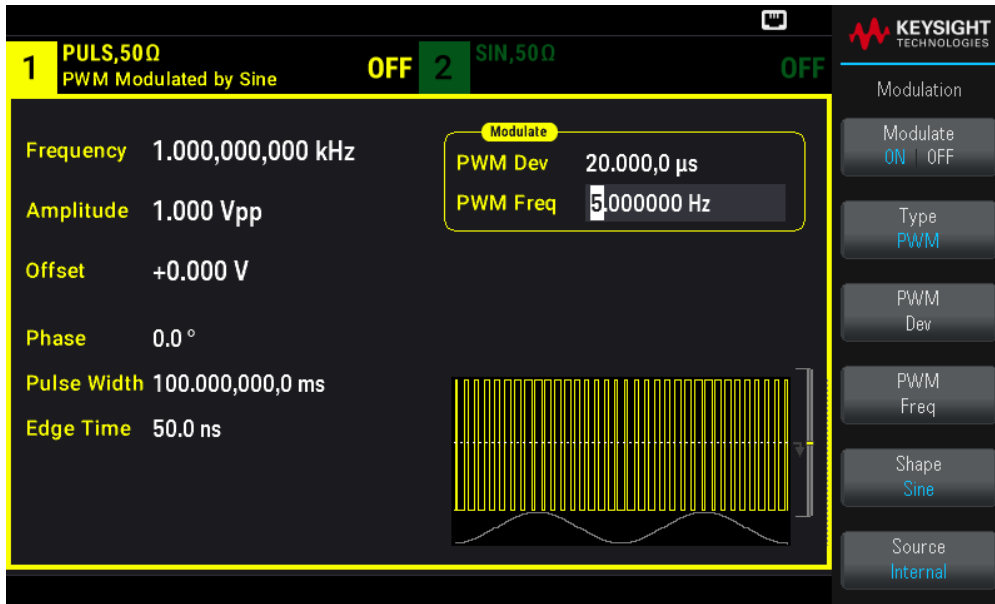 1
PULS,50Ω
PWM Modulated by Sine
OFF
2
SIN,50Ω
OFF
Frequency 1.000,000,000 kHz
Amplitude 1.000 Vpp
Offset +0.000 V
Phase 0.0 °
Pulse Width 100.000,000,0 ms
Edge Time 50.0 ns
Modulate
PWM Dev 20.000,0 µs
PWM Freq 5.000000 Hz
KEYSIGHT
TECHNOLOGIES
Modulation
Modulate
ON | OFF
Type
PWM
PWM
Dev
PWM
Freq
Shape
Sine
Source
Internal